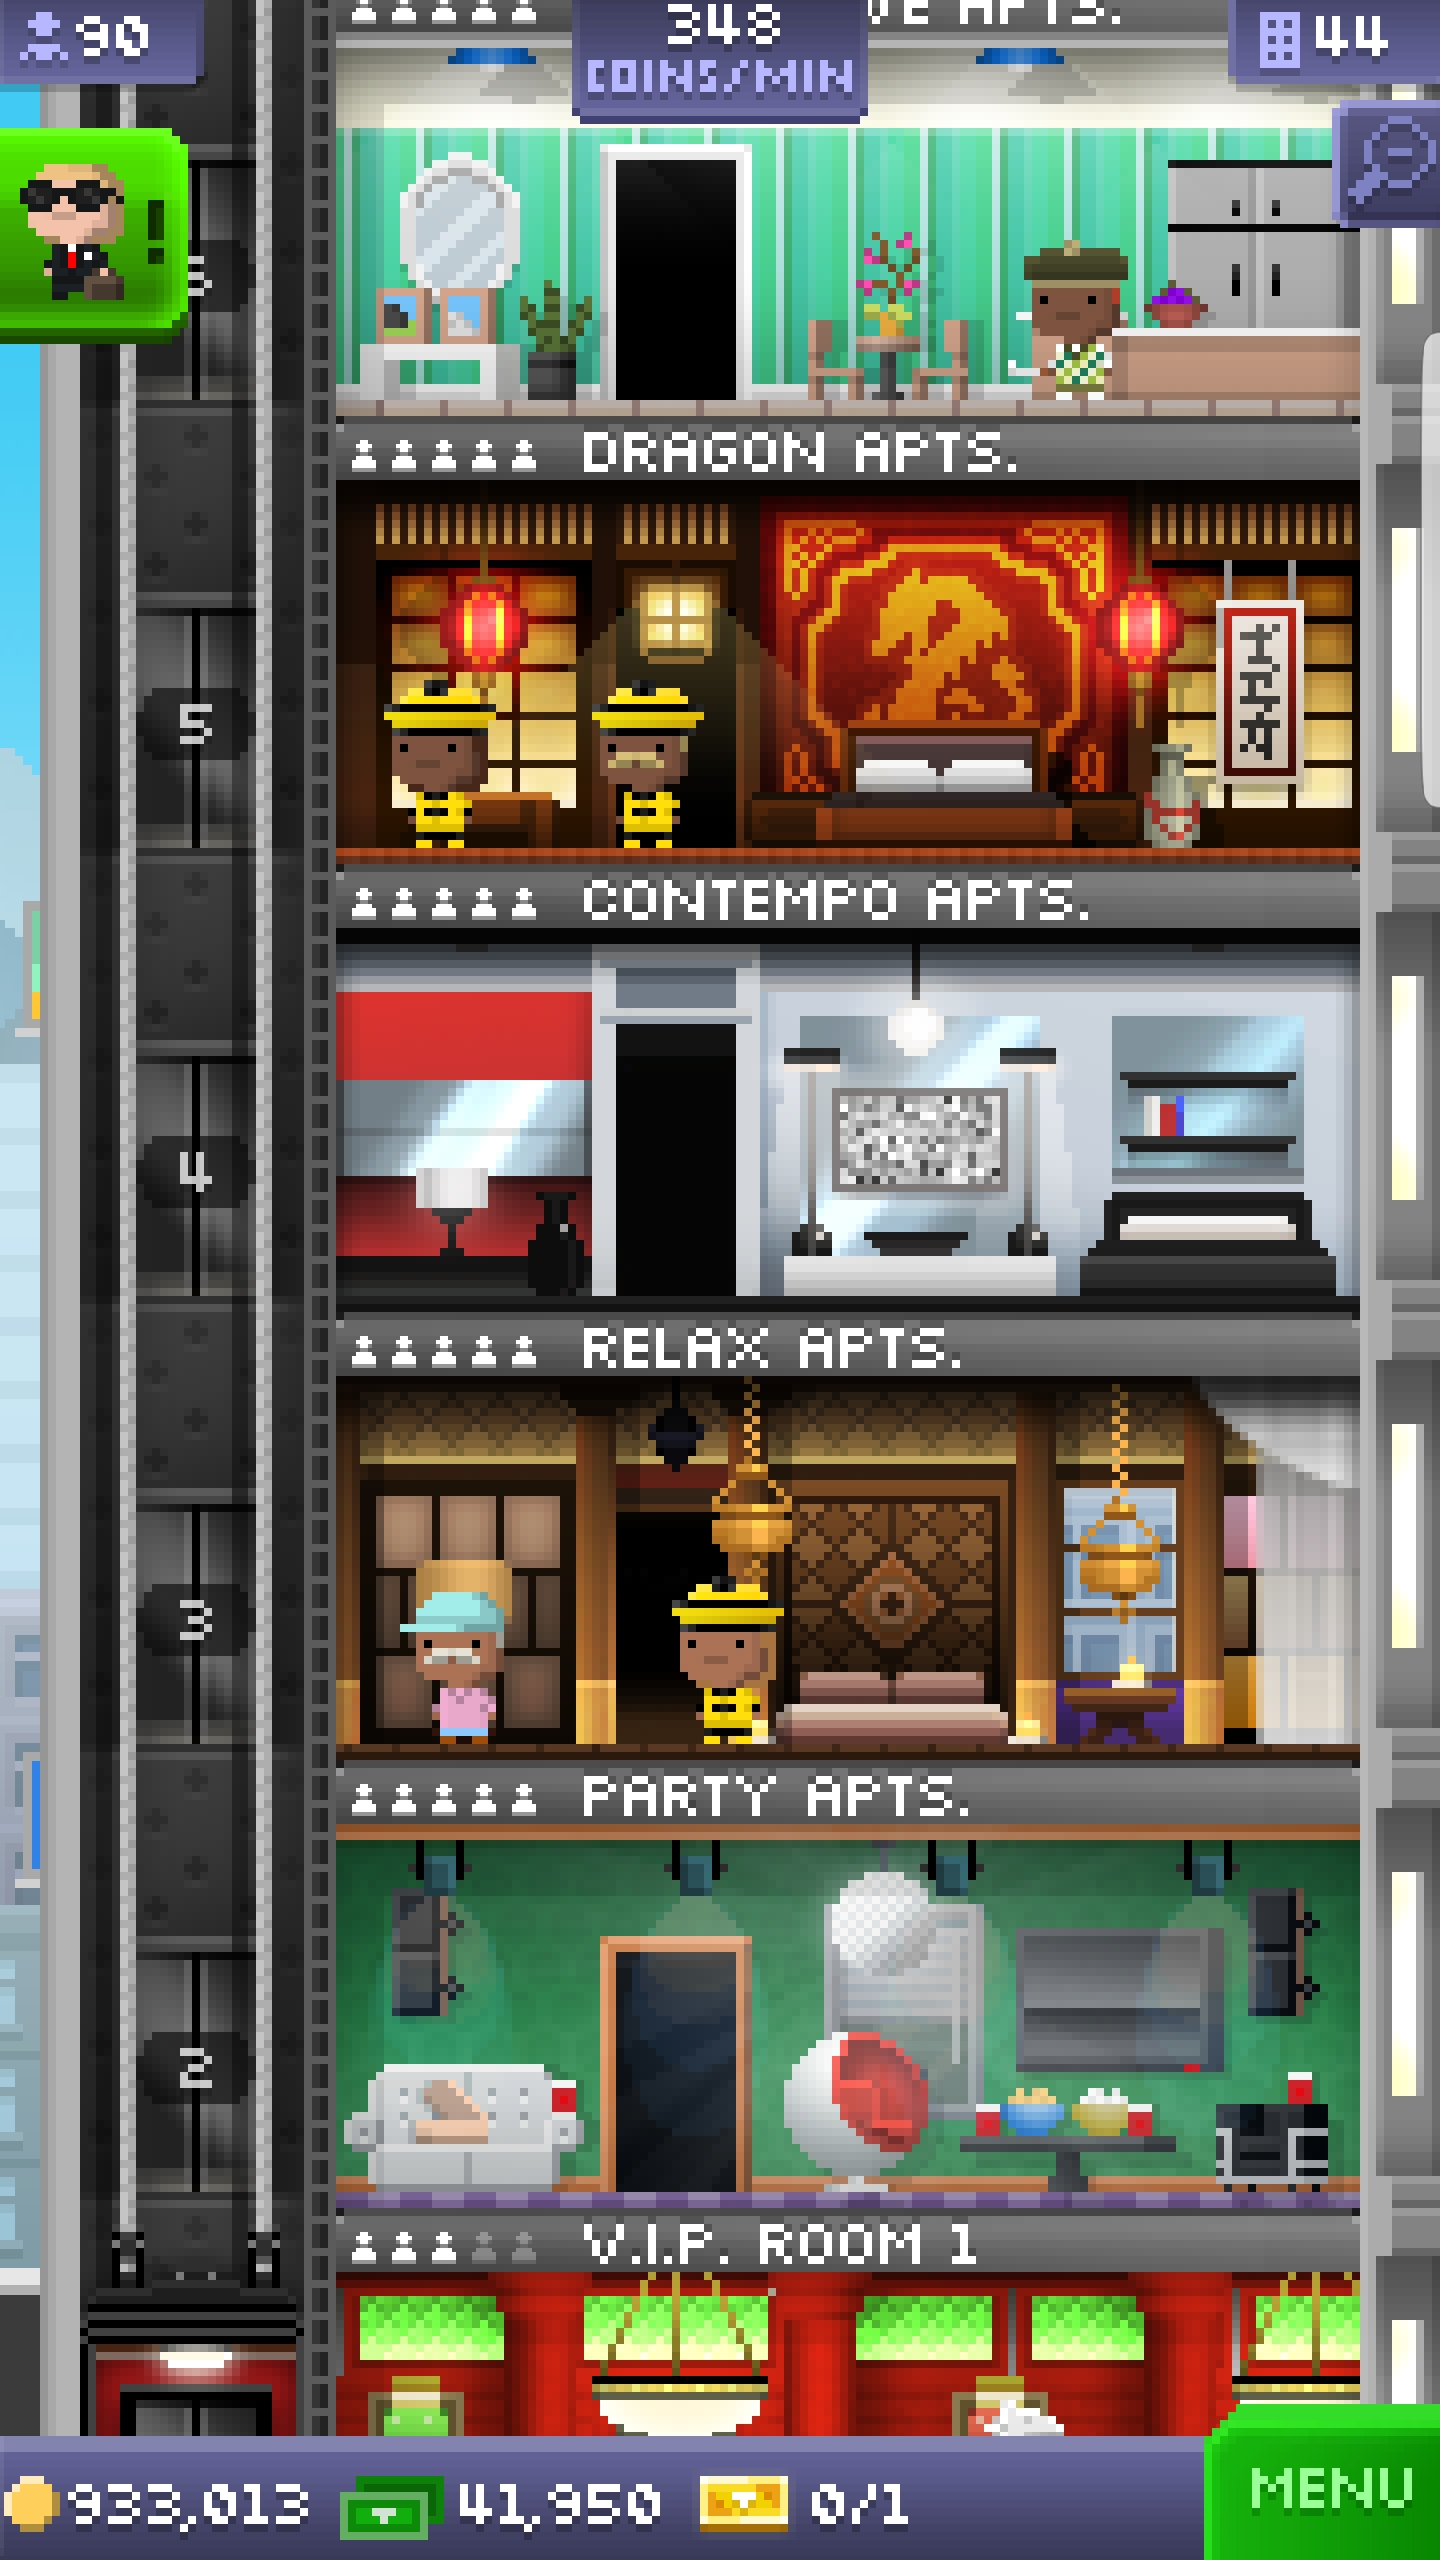 90
348
COINS/MIN
44
APTS.
!
DRAGON APTS.
5
CONTEMPO APTS.
4
RELAX APTS.
3
PARTY APTS.
2
V.I.P. ROOM 1
933,013
41,950
0/1
MENU